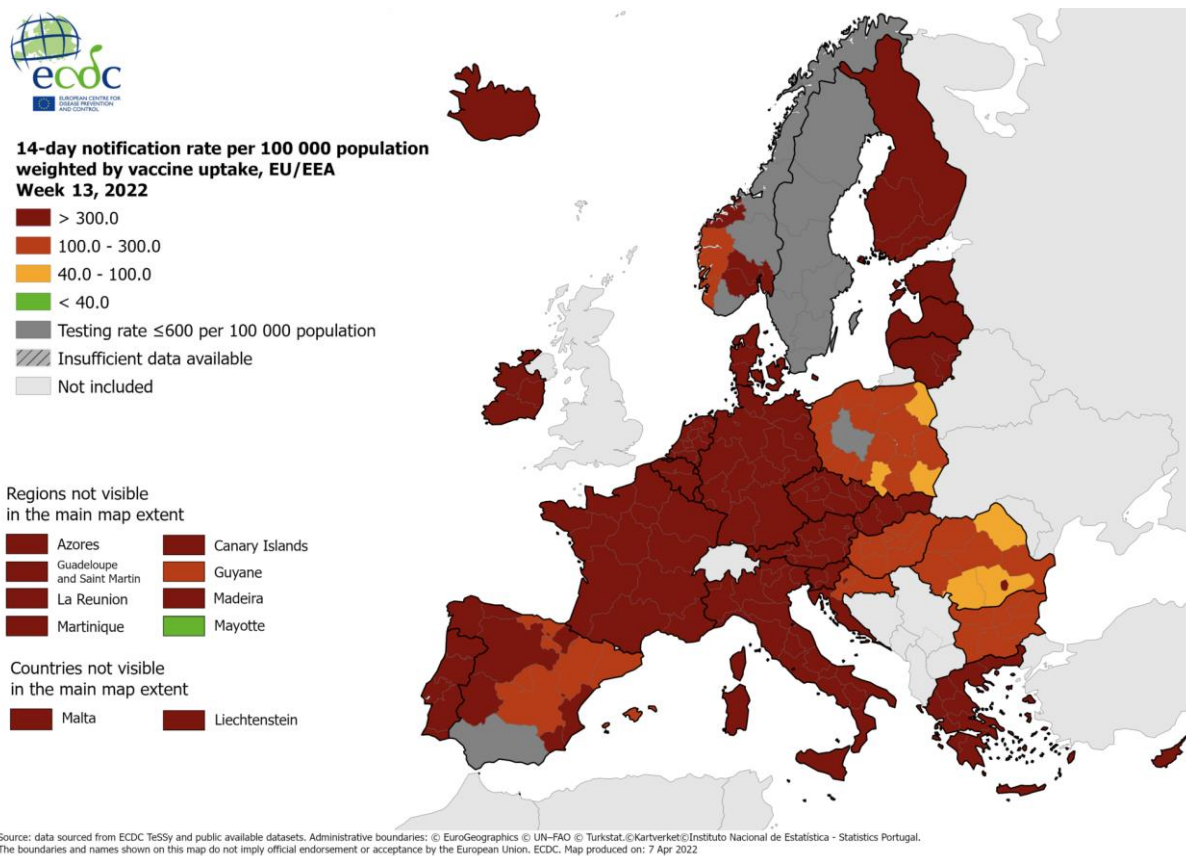 ecdc
EUROPEAN CENTRE FOR
DISEASE PREVENTION
AND CONTROL
14-day notification rate per 100 000 population
weighted by vaccine uptake, EU/EEA
Week 13, 2022
> 300.0
100.0 - 300.0
40.0 - 100.0
< 40.0
Testing rate ≤600 per 100 000 population
Insufficient data available
Not included
Regions not visible
in the main map extent
Azores
Canary Islands
Guadeloupe
and Saint Martin
Guyane
La Reunion
Madeira
Martinique
Mayotte
Countries not visible
in the main map extent
Malta
Liechtenstein
Source: data sourced from ECDC TeSSy and public available datasets. Administrative boundaries: © EuroGeographics © UN–FAO © Turkstat.©Kartverket©Instituto Nacional de Estatística - Statistics Portugal.
The boundaries and names shown on this map do not imply official endorsement or acceptance by the European Union. ECDC. Map produced on: 7 Apr 2022